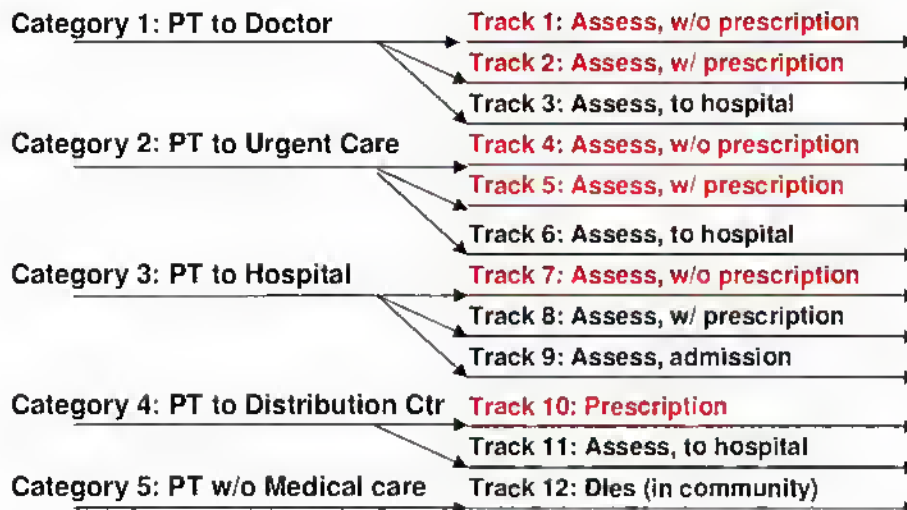 Category 1: PT to Doctor
Track 1: Assess, w/o prescription
Track 2: Assess, w/ prescription
Track 3: Assess, to hospital
Category 2: PT to Urgent Care
Track 4: Assess, w/o prescription
Track 5: Assess, w/ prescription
Track 6: Assess, to hospital
Category 3: PT to Hospital
Track 7: Assess, w/o prescription
Track 8: Assess, w/ prescription
Track 9: Assess, admission
Category 4: PT to Distribution Ctr
Track 10: Prescription
Track 11: Assess, to hospital
Category 5: PT w/o Medical care
Track 12: Dies (in community)